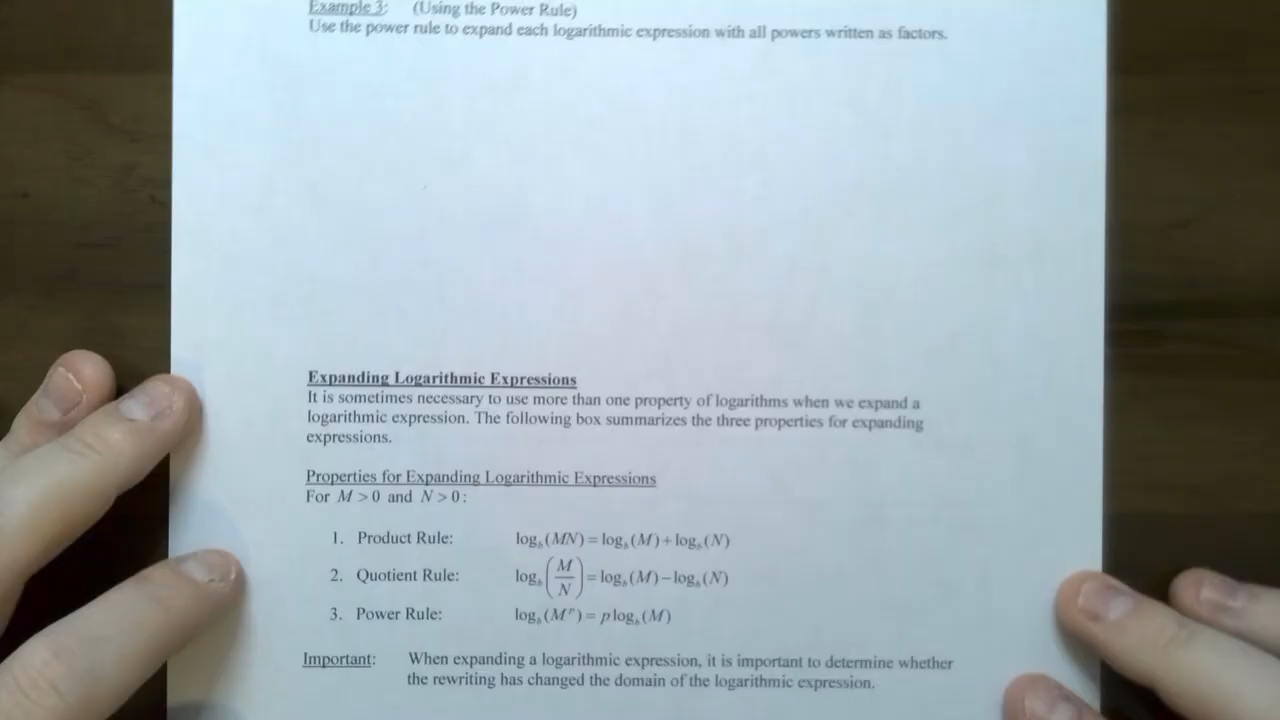 Example 3: (Using the Power Rule)
Use the power rule to expand each logarithmic expression with all powers written as factors.
Expanding Logarithmic Expressions
It is sometimes necessary to use more than one property of logarithms when we expand a
logarithmic expression. The following box summarizes the three properties for expanding
expressions.
Properties for Expanding Logarithmic Expressions
For M > 0 and N > 0:
1. Product Rule: log_b(MN) = log_b(M) + log_b(N)
2. Quotient Rule: log_b(M/N) = log_b(M) − log_b(N)
3. Power Rule: log_b(M^p) = p log_b(M)
Important: When expanding a logarithmic expression, it is important to determine whether
the rewriting has changed the domain of the logarithmic expression.